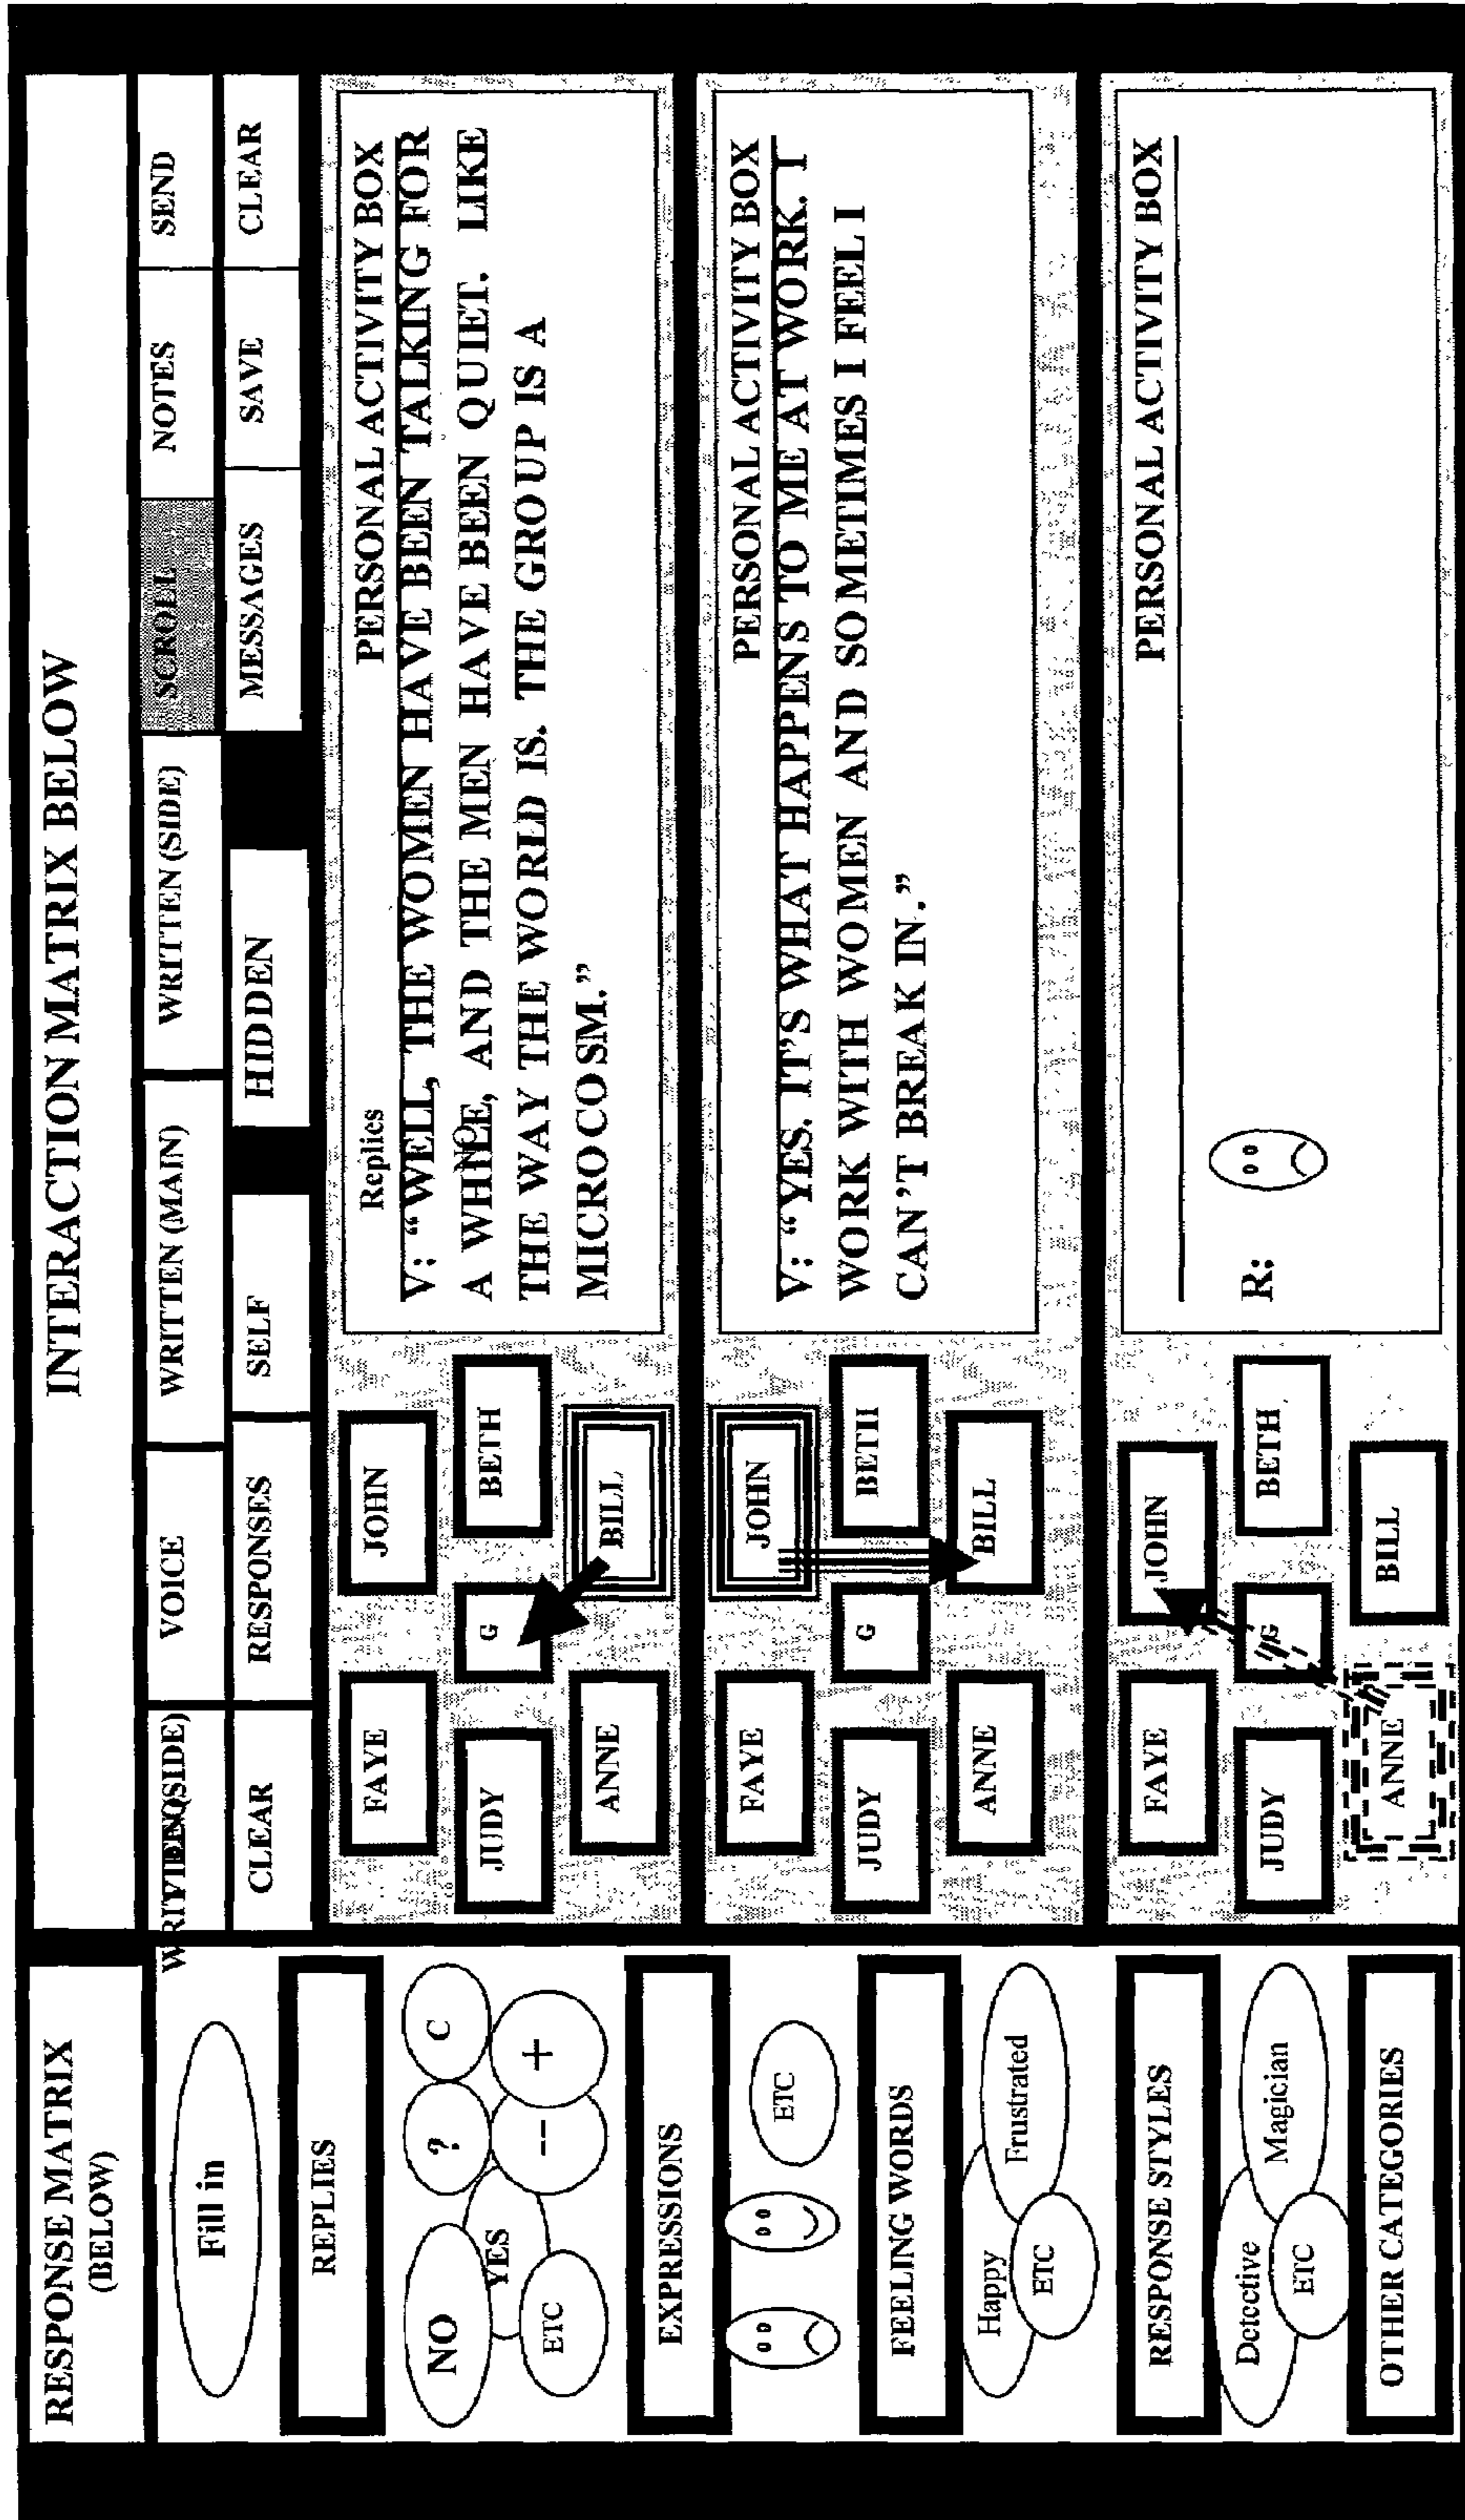 RESPONSE MATRIX
(BELOW)
Fill in
REPLIES
NO
YES
?
C
ETC
--
+
EXPRESSIONS
ETC
FEELING WORDS
Happy
Frustrated
ETC
RESPONSE STYLES
Detective
Magician
ETC
OTHER CATEGORIES
INTERACTION MATRIX BELOW
VOICE
WRITTEN (MAIN)
WRITTEN (SIDE)
SCROLL
NOTES
SEND
CLEAR
RESPONSES
SELF
HIDDEN
MESSAGES
SAVE
CLEAR
FAYE
JOHN
JUDY
G
BETH
ANNE
BILL
Replies
PERSONAL ACTIVITY BOX
V: “WELL, THE WOMEN HAVE BEEN TALKING FOR
A WHILE, AND THE MEN HAVE BEEN QUIET. LIKE
NO
THE WAY THE WORLD IS. THE GROUP IS A
MICROCOSM.”
FAYE
JOHN
JUDY
G
BETH
ANNE
BILL
PERSONAL ACTIVITY BOX
V: “YES. IT’S WHAT HAPPENS TO ME AT WORK. I
WORK WITH WOMEN AND SOMETIMES I FEEL I
CAN’T BREAK IN.”
FAYE
JOHN
JUDY
G
BETH
ANNE
BILL
PERSONAL ACTIVITY BOX
R: